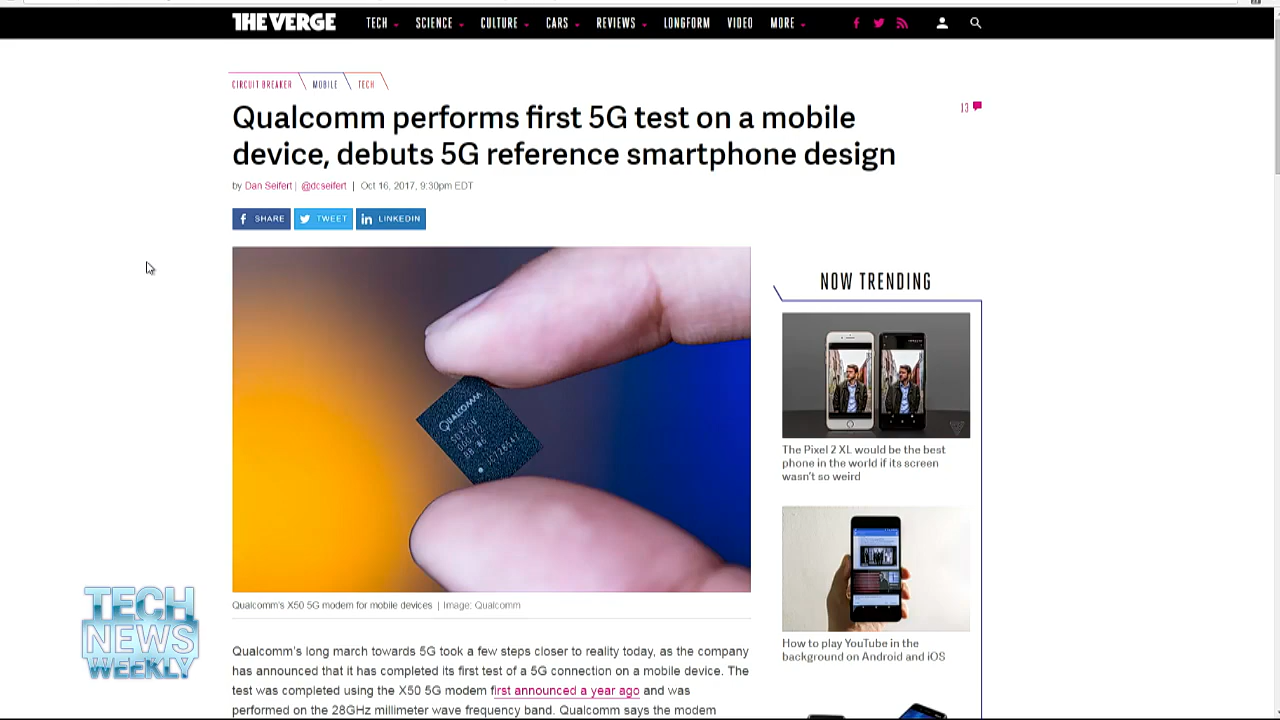 THE VERGE
TECH SCIENCE CULTURE CARS REVIEWS LONGFORM VIDEO MORE
CIRCUIT BREAKER MOBILE TECH
Qualcomm performs first 5G test on a mobile
device, debuts 5G reference smartphone design
13
by Dan Seifert | @dcseifert | Oct 16, 2017, 9:30pm EDT
SHARE TWEET LINKEDIN
QUALCOMM
NOW TRENDING
The Pixel 2 XL would be the best
phone in the world if its screen
wasn't so weird
How to play YouTube in the
background on Android and iOS
Qualcomm's X50 5G modem for mobile devices | Image: Qualcomm
Qualcomm's long march towards 5G took a few steps closer to reality today, as the company
has announced that it has completed its first test of a 5G connection on a mobile device. The
test was completed using the X50 5G modem first announced a year ago and was
performed on the 28GHz millimeter wave frequency band. Qualcomm says the modem
TECH
NEWS
WEEKLY